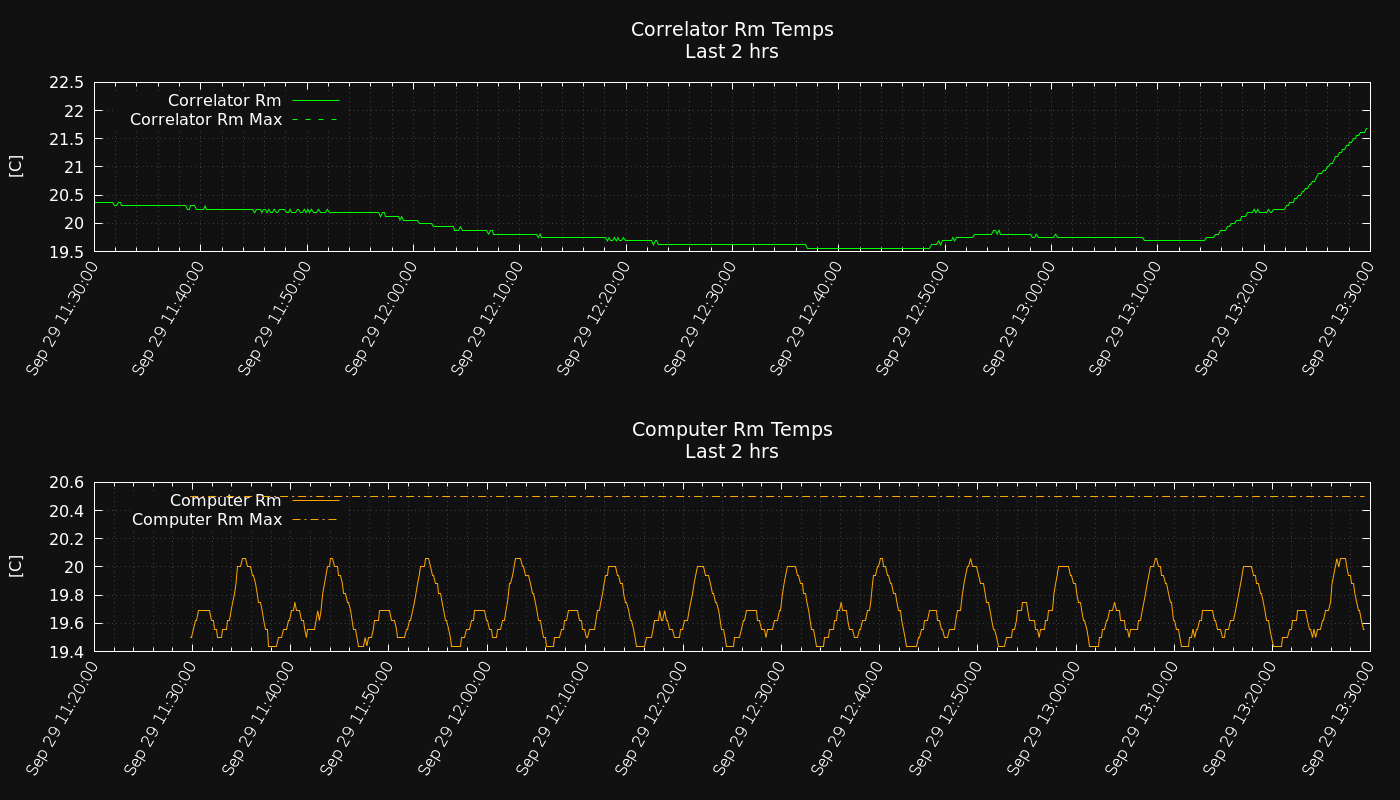 Correlator Rm Temps
Last 2 hrs
22.5
22
21.5
21
20.5
20
19.5
[C]
Correlator Rm
Correlator Rm Max
Sep 29 11:30:00
Sep 29 11:40:00
Sep 29 11:50:00
Sep 29 12:00:00
Sep 29 12:10:00
Sep 29 12:20:00
Sep 29 12:30:00
Sep 29 12:40:00
Sep 29 12:50:00
Sep 29 13:00:00
Sep 29 13:10:00
Sep 29 13:20:00
Sep 29 13:30:00
Computer Rm Temps
Last 2 hrs
20.6
20.4
20.2
20
19.8
19.6
19.4
[C]
Computer Rm
Computer Rm Max
Sep 29 11:20:00
Sep 29 11:30:00
Sep 29 11:40:00
Sep 29 11:50:00
Sep 29 12:00:00
Sep 29 12:10:00
Sep 29 12:20:00
Sep 29 12:30:00
Sep 29 12:40:00
Sep 29 12:50:00
Sep 29 13:00:00
Sep 29 13:10:00
Sep 29 13:20:00
Sep 29 13:30:00